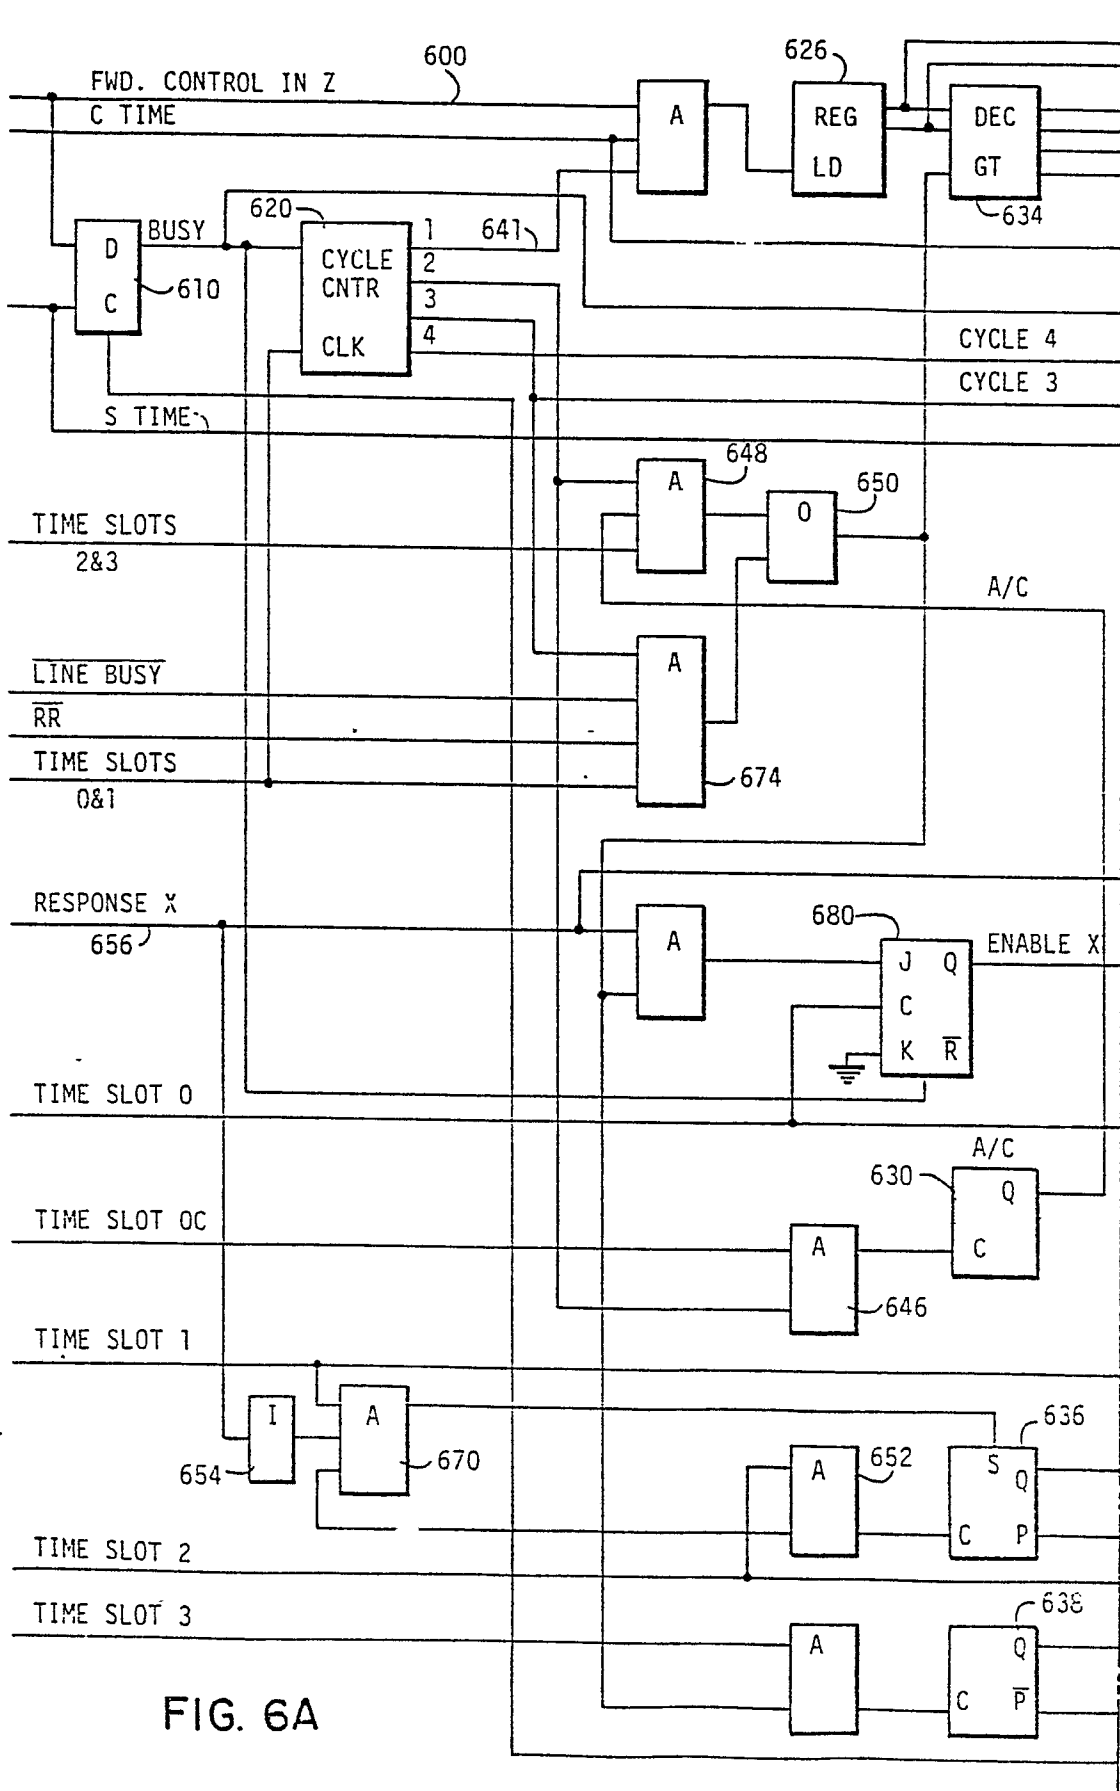 600
626
FWD. CONTROL IN Z
C TIME
A
REG
LD
DEC
GT
634
620
BUSY
D
C
610
CYCLE
CNTR
CLK
1
2
3
4
641
CYCLE 4
CYCLE 3
S TIME
648
A
650
O
TIME SLOTS
2&3
A/C
LINE BUSY
A
RR
TIME SLOTS
0&1
674
RESPONSE X
656
A
680
J Q
C
K R
ENABLE X
TIME SLOT 0
A/C
630
Q
C
TIME SLOT 0C
A
646
TIME SLOT 1
I
654
A
670
636
A
652
S
Q
C P
TIME SLOT 2
638
TIME SLOT 3
A
Q
C P
FIG. 6A